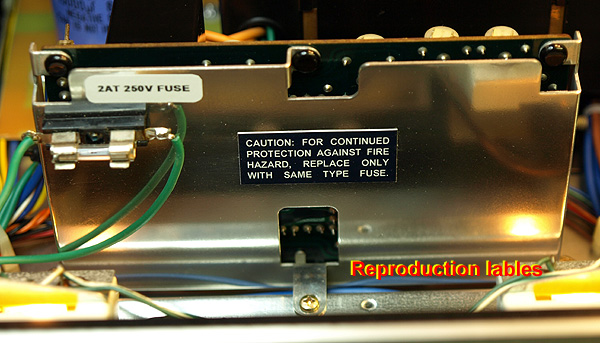 2AT 250V FUSE
CAUTION: FOR CONTINUED
PROTECTION AGAINST FIRE
HAZARD, REPLACE ONLY
WITH SAME TYPE FUSE.
Reproduction lables